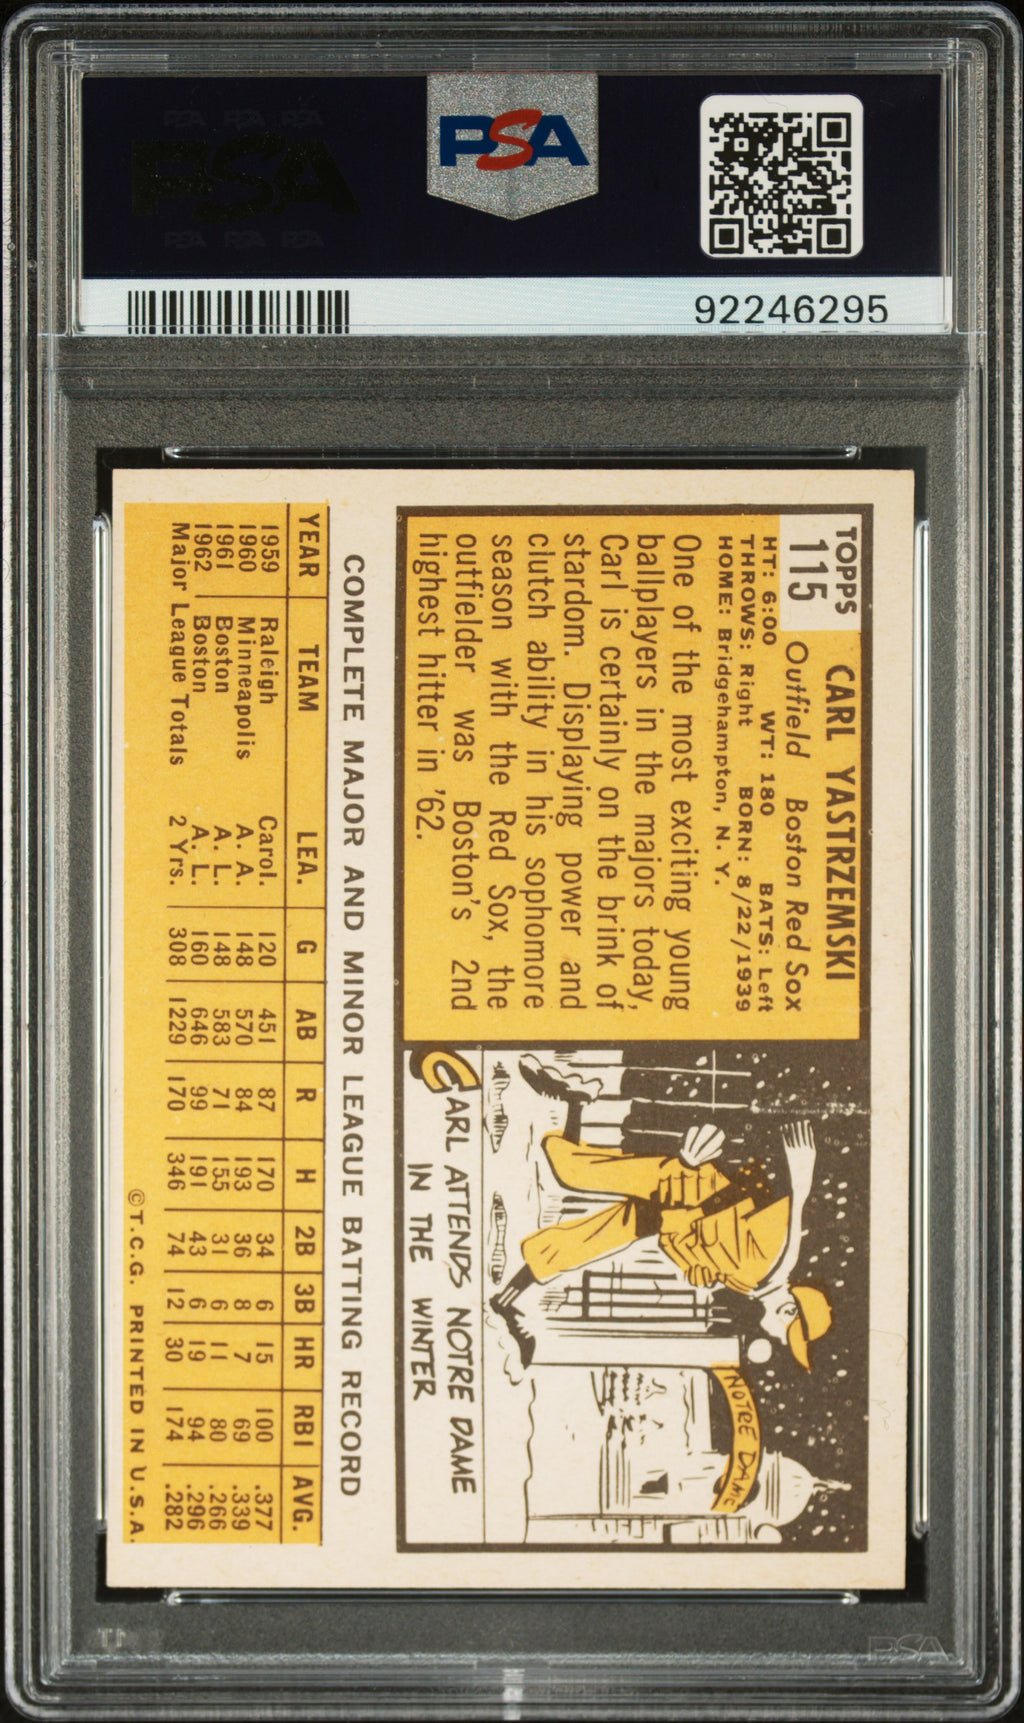 PSA PSA PSA
PSA
PSA PSA PSA
PSA
92246295
TOPPS
115
CARL YASTRZEMSKI
Outfield Boston Red Sox
HT: 6:00 WT: 180 BATS: Left
THROWS: Right BORN: 8/22/1939
HOME: Bridgehampton, N. Y.
One of the most exciting young
ballplayers in the majors today,
Carl is certainly on the brink of
stardom. Displaying power and
clutch ability in his sophomore
season with the Red Sox, the
outfielder was Boston's 2nd
highest hitter in '62.
NOTRE DAME
CARL ATTENDS NOTRE DAME
IN THE WINTER
COMPLETE MAJOR AND MINOR LEAGUE BATTING RECORD
YEAR TEAM LEA. G AB R H 2B 3B HR RBI AVG.
1959 Raleigh Carol. 120 451 87 170 34 6 15 100 .377
1960 Minneapolis A. A. 148 570 84 193 36 8 7 69 .339
1961 Boston A. L. 148 583 71 155 31 6 11 80 .266
1962 Boston A. L. 160 646 99 191 43 6 19 94 .296
Major League Totals 2 Yrs. 308 1229 170 346 74 12 30 174 .282
©T.C.G. PRINTED IN U.S.A.
PSA